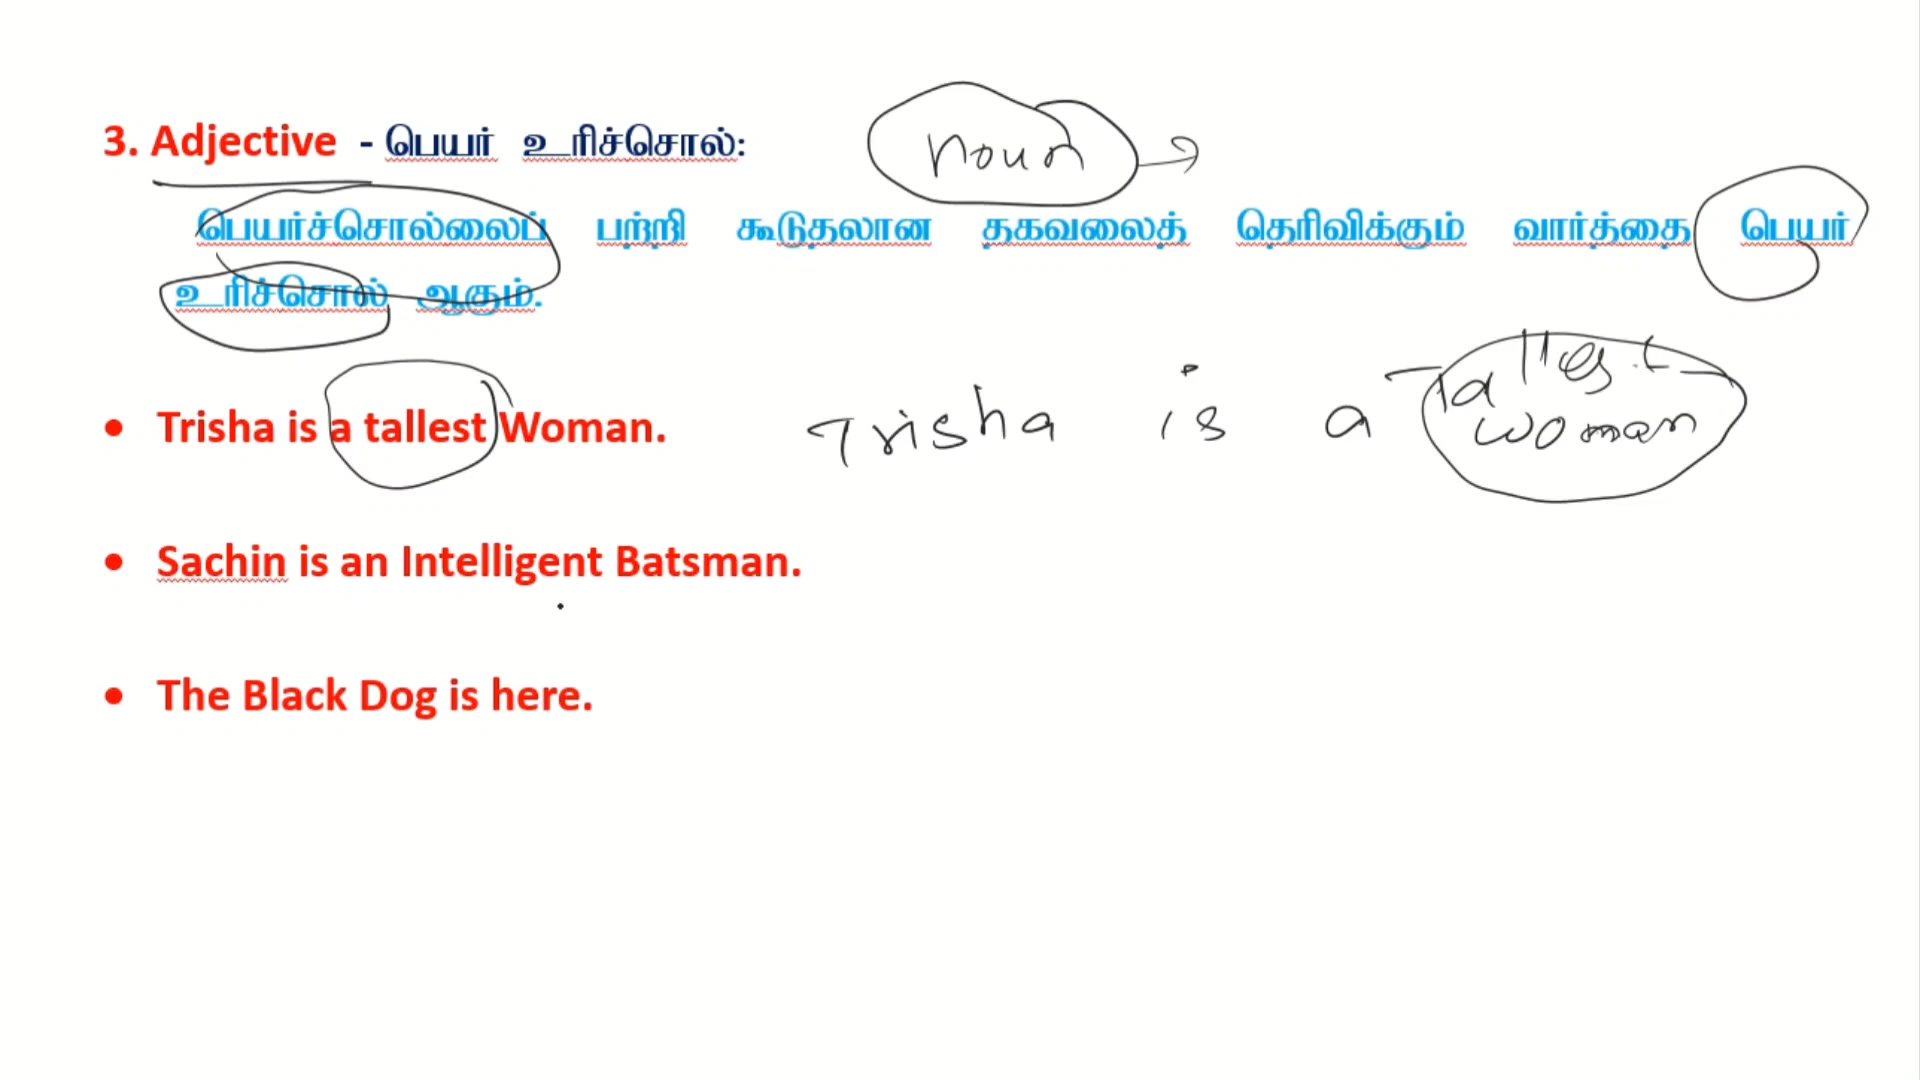 3. Adjective - பெயர் உரிச்சொல்:
noun
பெயர்ச்சொல்லைப் பற்றி கூடுதலான தகவலைத் தெரிவிக்கும் வார்த்தை பெயர்
உரிச்சொல் ஆகும்.
• Trisha is a tallest Woman.
Trisha is a Tallest woman
• Sachin is an Intelligent Batsman.
• The Black Dog is here.